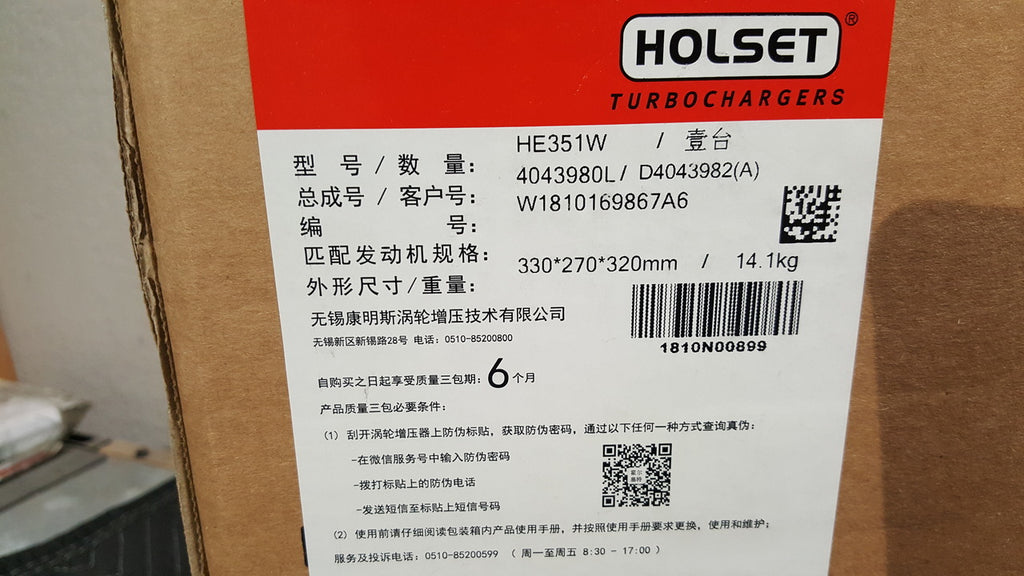 HOLSET®
TURBOCHARGERS
型 号 / 数 量： HE351W / 壹台
总成号 / 客户号： 4043980L / D4043982(A)
编 号： W1810169867A6
匹配发动机规格：
外形尺寸/重量： 330*270*320mm / 14.1kg
无锡康明斯涡轮增压技术有限公司
无锡新区新锡路28号 电话：0510-85200800
1810N00899
自购买之日起享受质量三包期：6个月
产品质量三包必要条件：
（1）刮开涡轮增压器上防伪标贴，获取防伪密码，通过以下任何一种方式查询真伪：
-在微信服务号中输入防伪密码
-拨打标贴上的防伪电话
-发送短信至标贴上短信号码
（2）使用前请仔细阅读包装箱内产品使用手册，并按照使用手册要求更换，使用和维护；
服务及投诉电话：0510-85200599 （ 周一至周五 8:30 - 17:00 ）